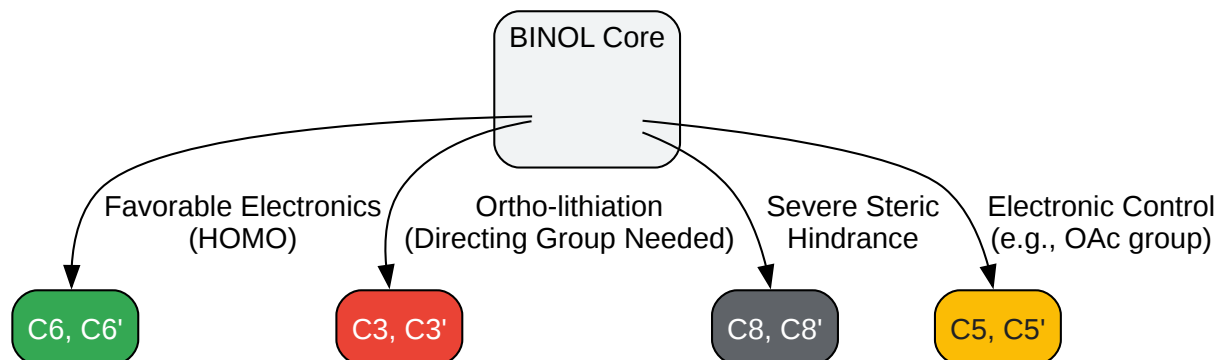 BINOL Core
Favorable Electronics
(HOMO)
Ortho-lithiation
(Directing Group Needed)
Severe Steric
Hindrance
Electronic Control
(e.g., OAc group)
C6, C6'
C3, C3'
C8, C8'
C5, C5'